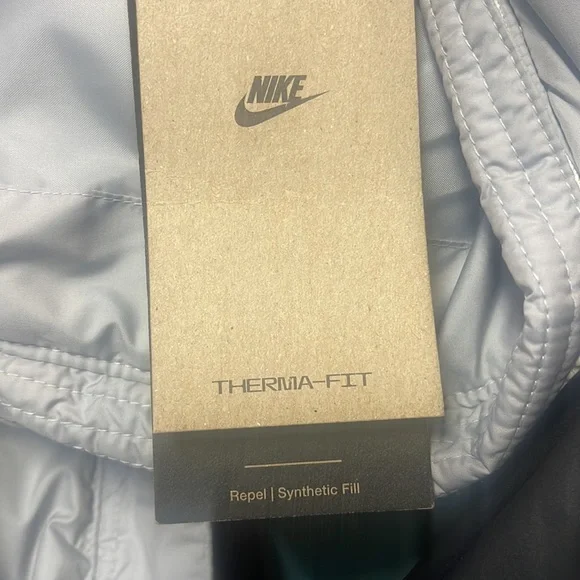 NIKE
THERMA-FIT
Repel | Synthetic Fill